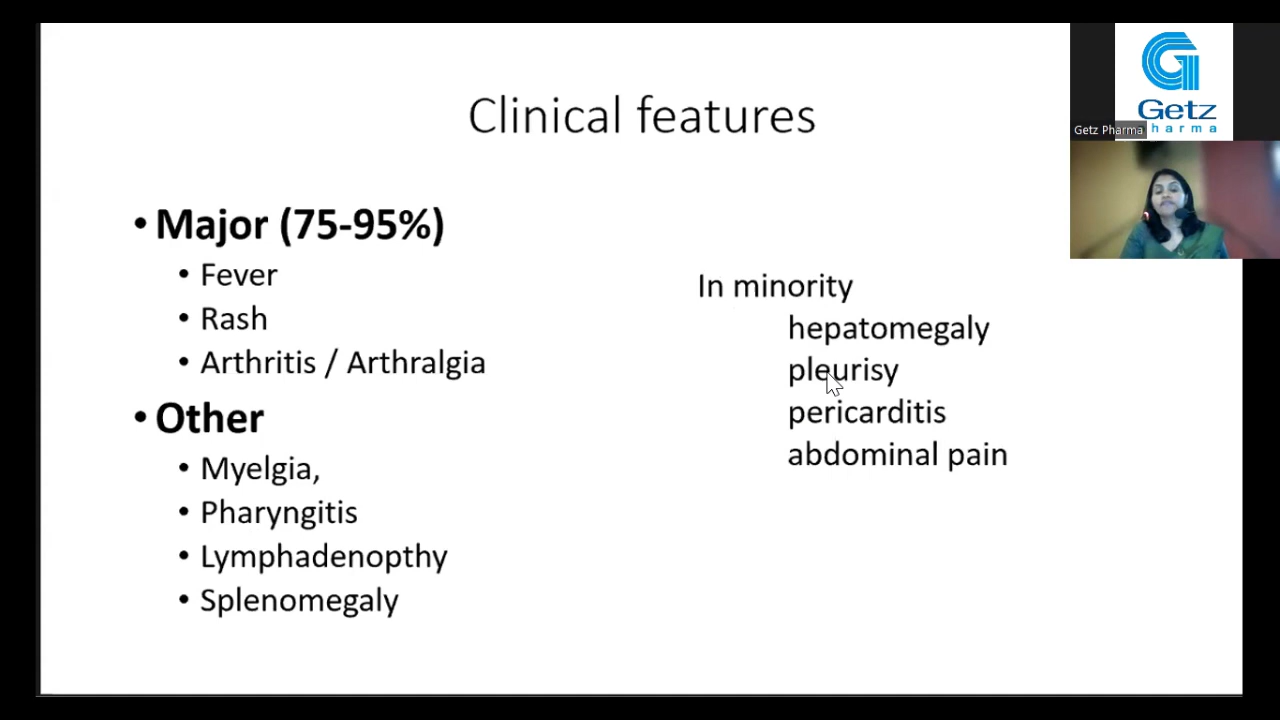 Clinical features
• Major (75-95%)
• Fever
• Rash
• Arthritis / Arthralgia
• Other
• Myelgia,
• Pharyngitis
• Lymphadenopthy
• Splenomegaly
In minority
hepatomegaly
pleurisy
pericarditis
abdominal pain
Getz
harma
Getz Pharma